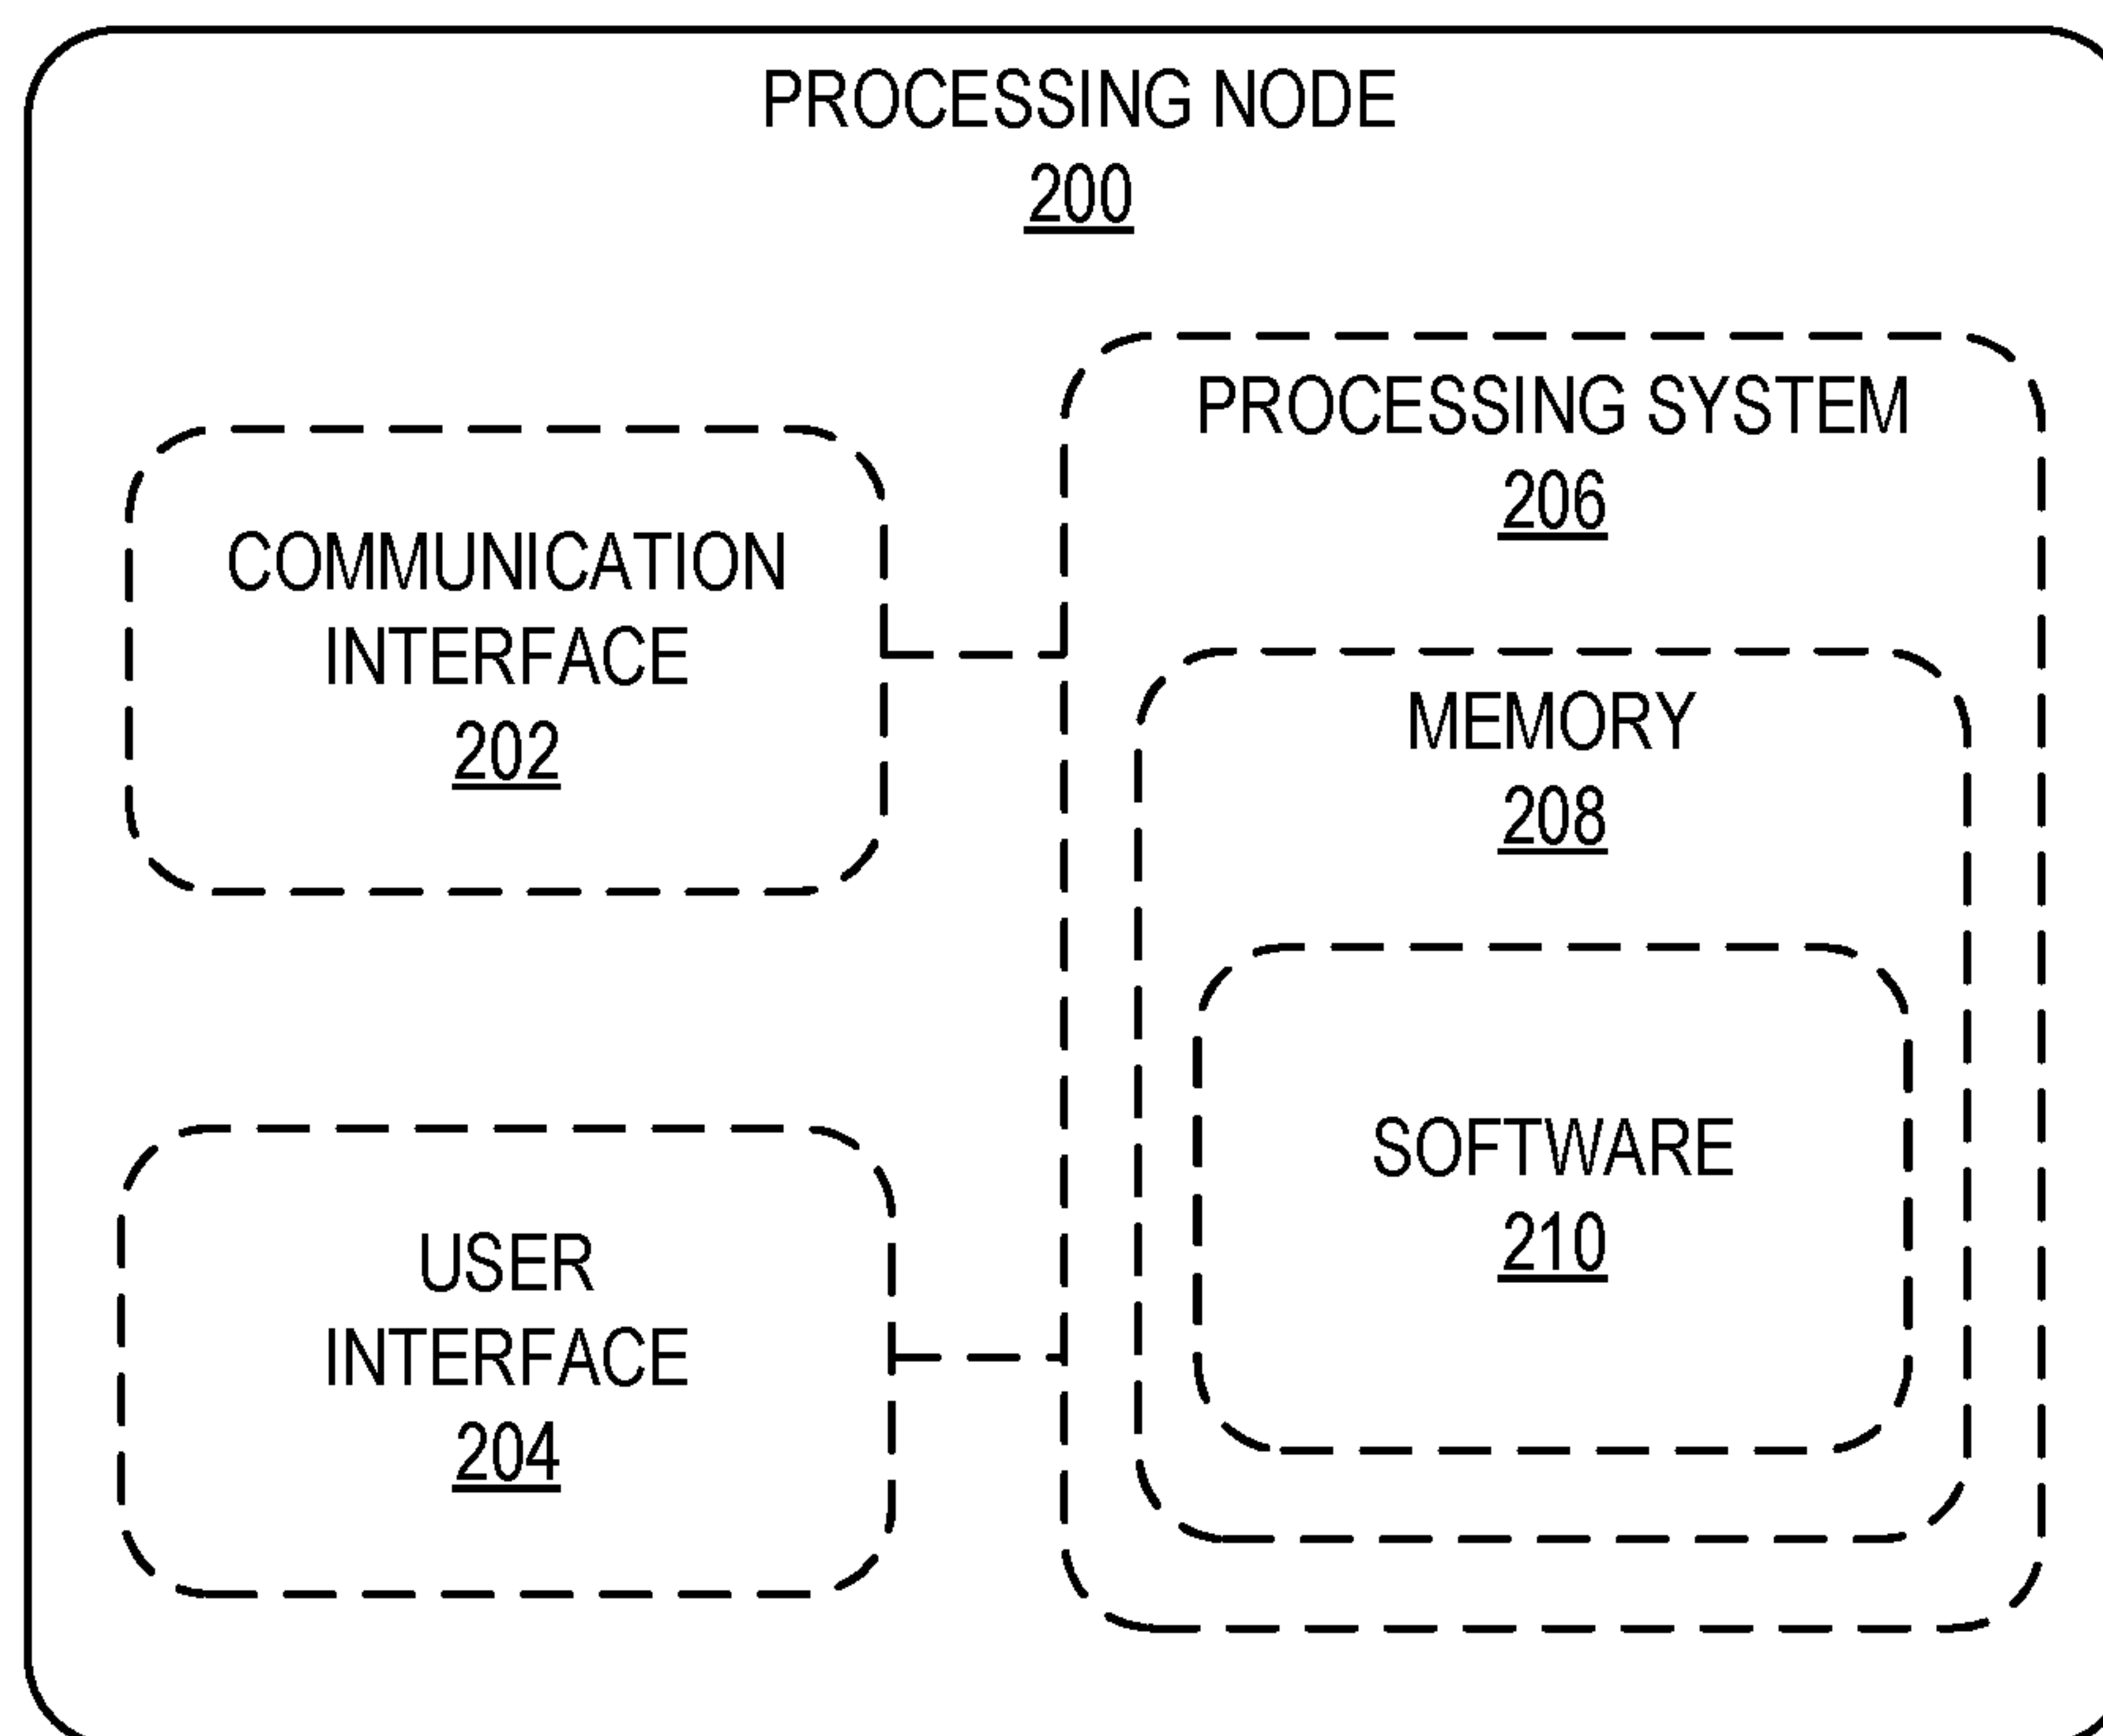 PROCESSING NODE
200
COMMUNICATION
INTERFACE
202
USER
INTERFACE
204
PROCESSING SYSTEM
206
MEMORY
208
SOFTWARE
210